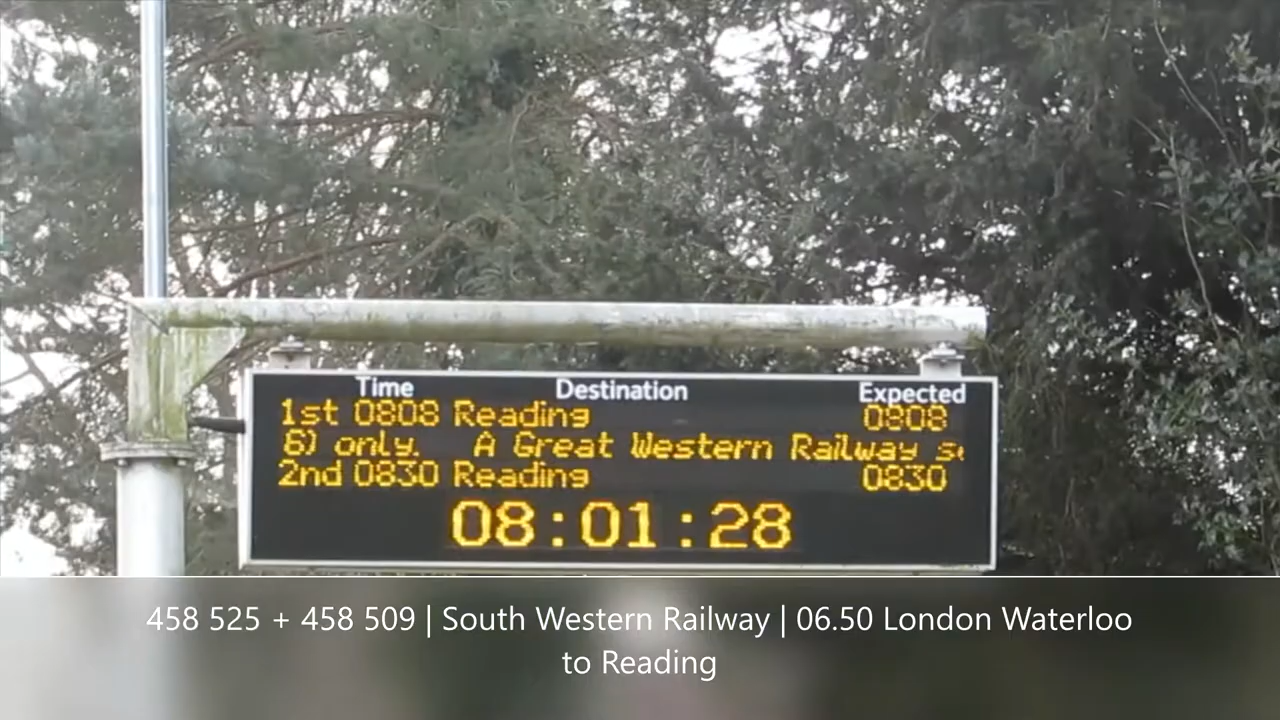 Time Destination Expected
1st 0808 Reading 0808
6) only. A Great Western Railway
2nd 0830 Reading 0830
08:01:28
458 525 + 458 509 | South Western Railway | 06.50 London Waterloo
to Reading